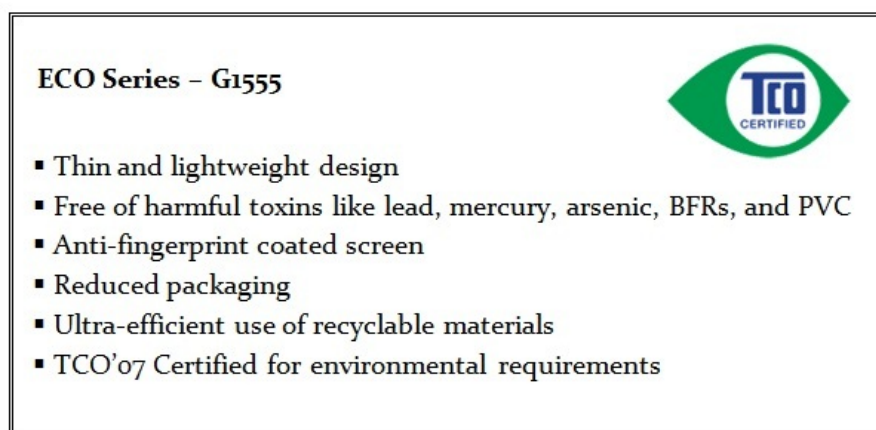 ECO Series – G1555
TCO
CERTIFIED
▪ Thin and lightweight design
▪ Free of harmful toxins like lead, mercury, arsenic, BFRs, and PVC
▪ Anti-fingerprint coated screen
▪ Reduced packaging
▪ Ultra-efficient use of recyclable materials
▪ TCO’07 Certified for environmental requirements